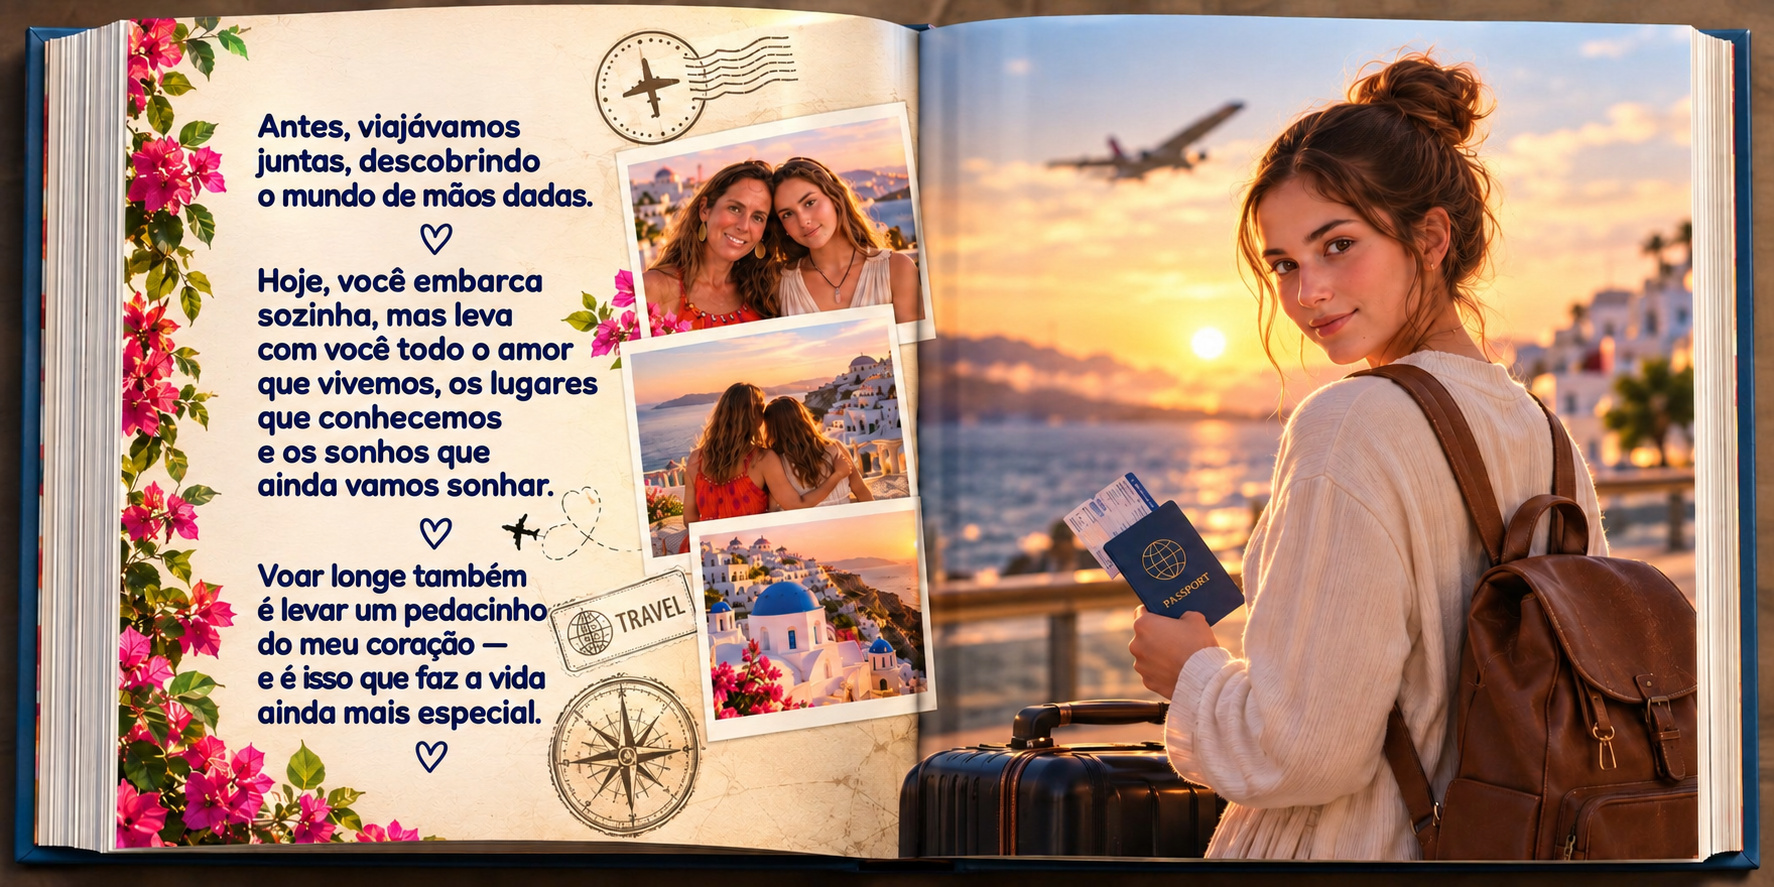 Antes, viajávamos
juntas, descobrindo
o mundo de mãos dadas.
Hoje, você embarca
sozinha, mas leva
com você todo o amor
que vivemos, os lugares
que conhecemos
e os sonhos que
ainda vamos sonhar.
Voar longe também
é levar um pedacinho
do meu coração —
e é isso que faz a vida
ainda mais especial.
TRAVEL
PASSPORT